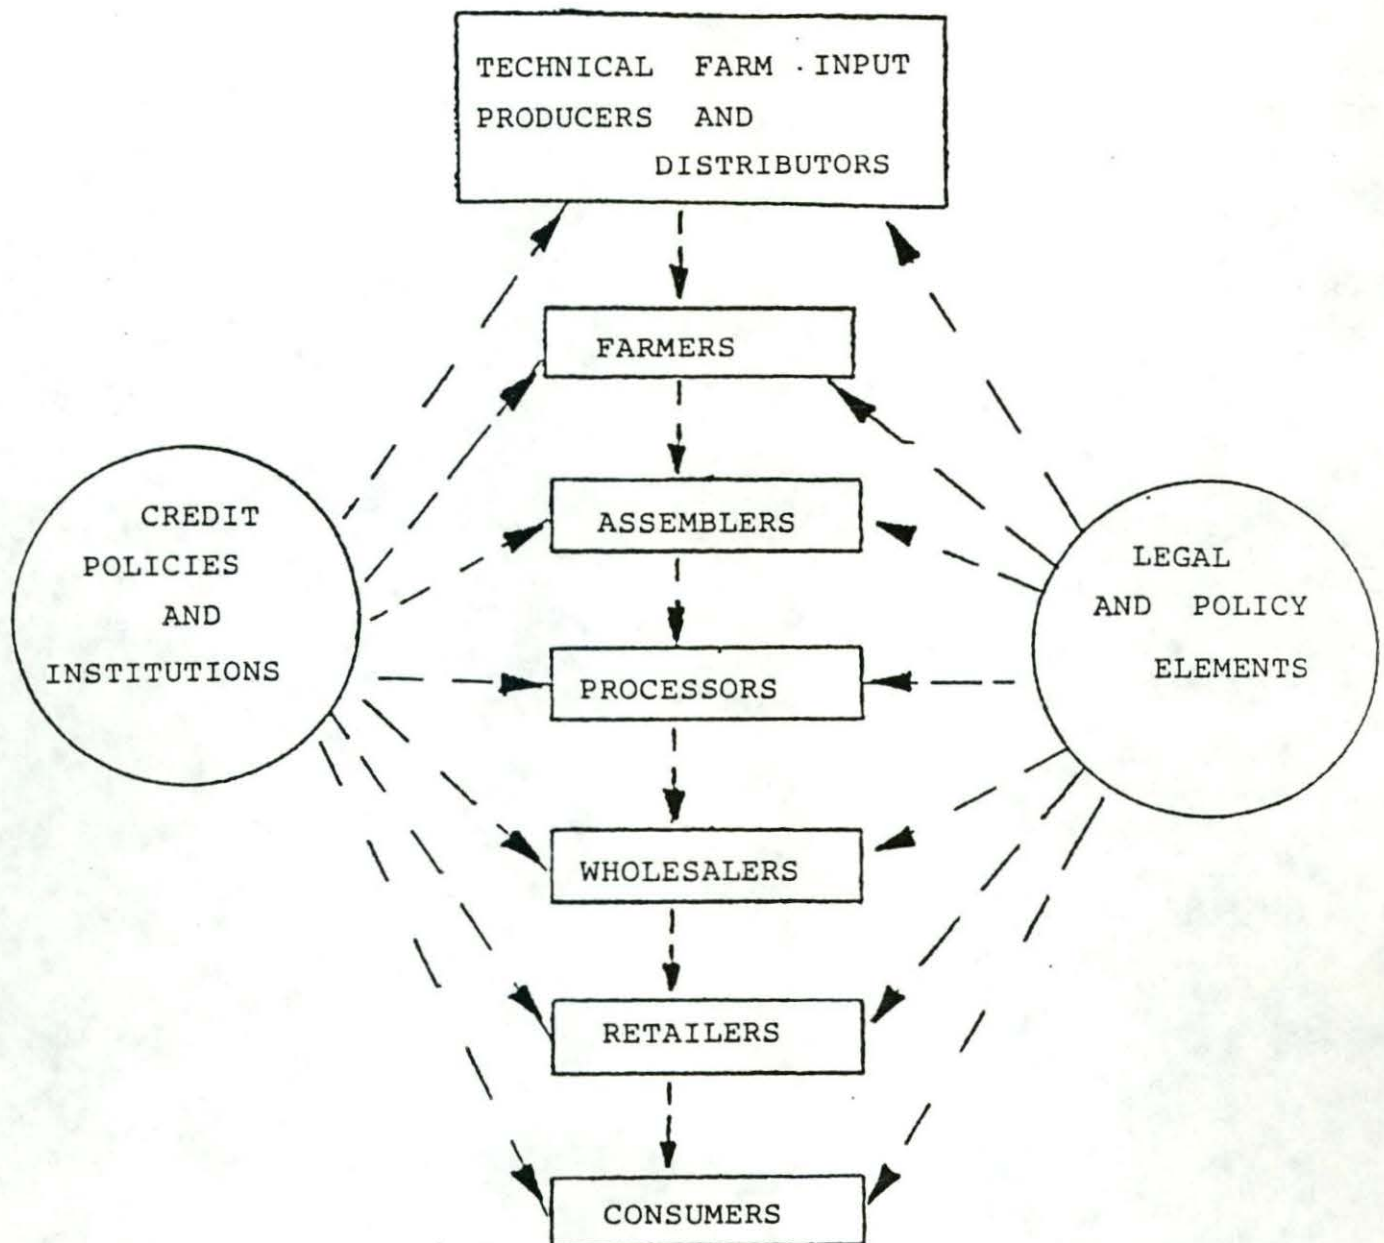 TECHNICAL FARM INPUT
PRODUCERS AND
DISTRIBUTORS
FARMERS
ASSEMBLERS
PROCESSORS
WHOLESALERS
RETAILERS
CONSUMERS
CREDIT
POLICIES
AND
INSTITUTIONS
LEGAL
AND POLICY
ELEMENTS